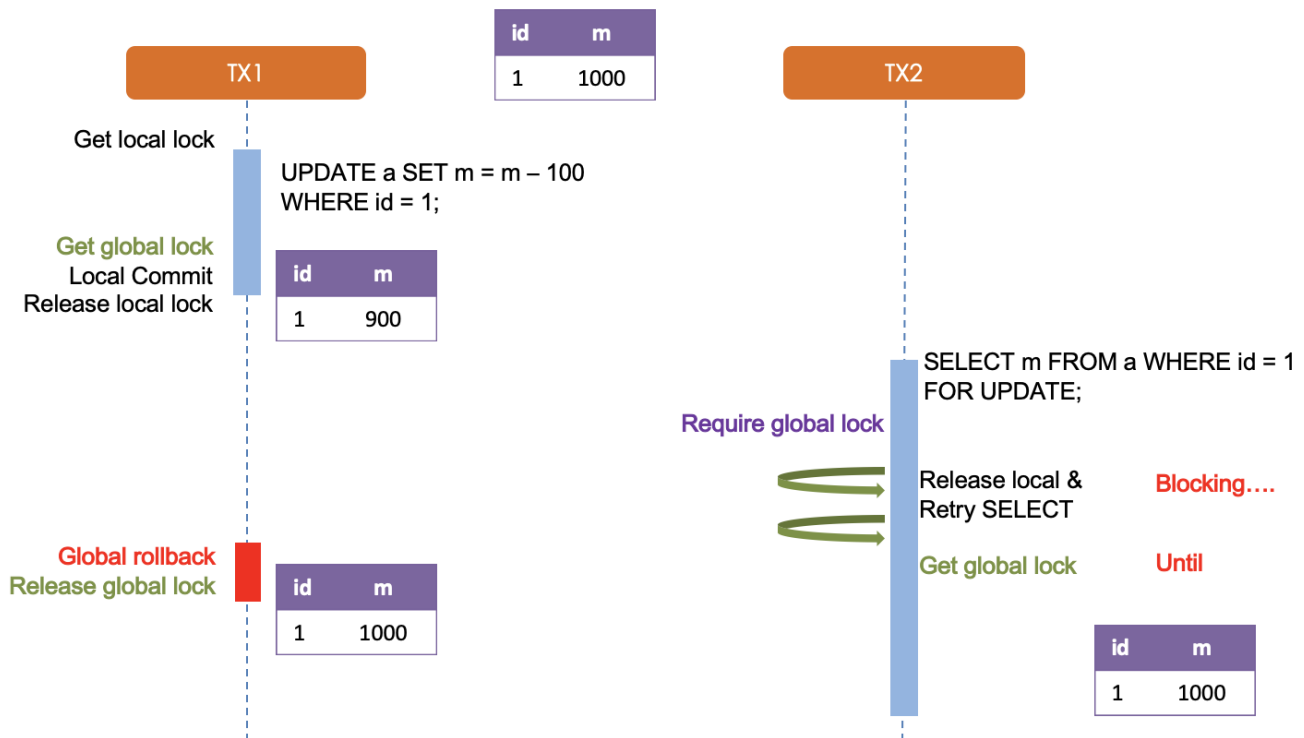 id m
1 1000
TX1
TX2
Get local lock
UPDATE a SET m = m – 100
WHERE id = 1;
Get global lock
Local Commit
Release local lock
id m
1 900
SELECT m FROM a WHERE id = 1
FOR UPDATE;
Require global lock
Release local &
Retry SELECT
Blocking....
Global rollback
Release global lock
id m
1 1000
Get global lock
Until
id m
1 1000